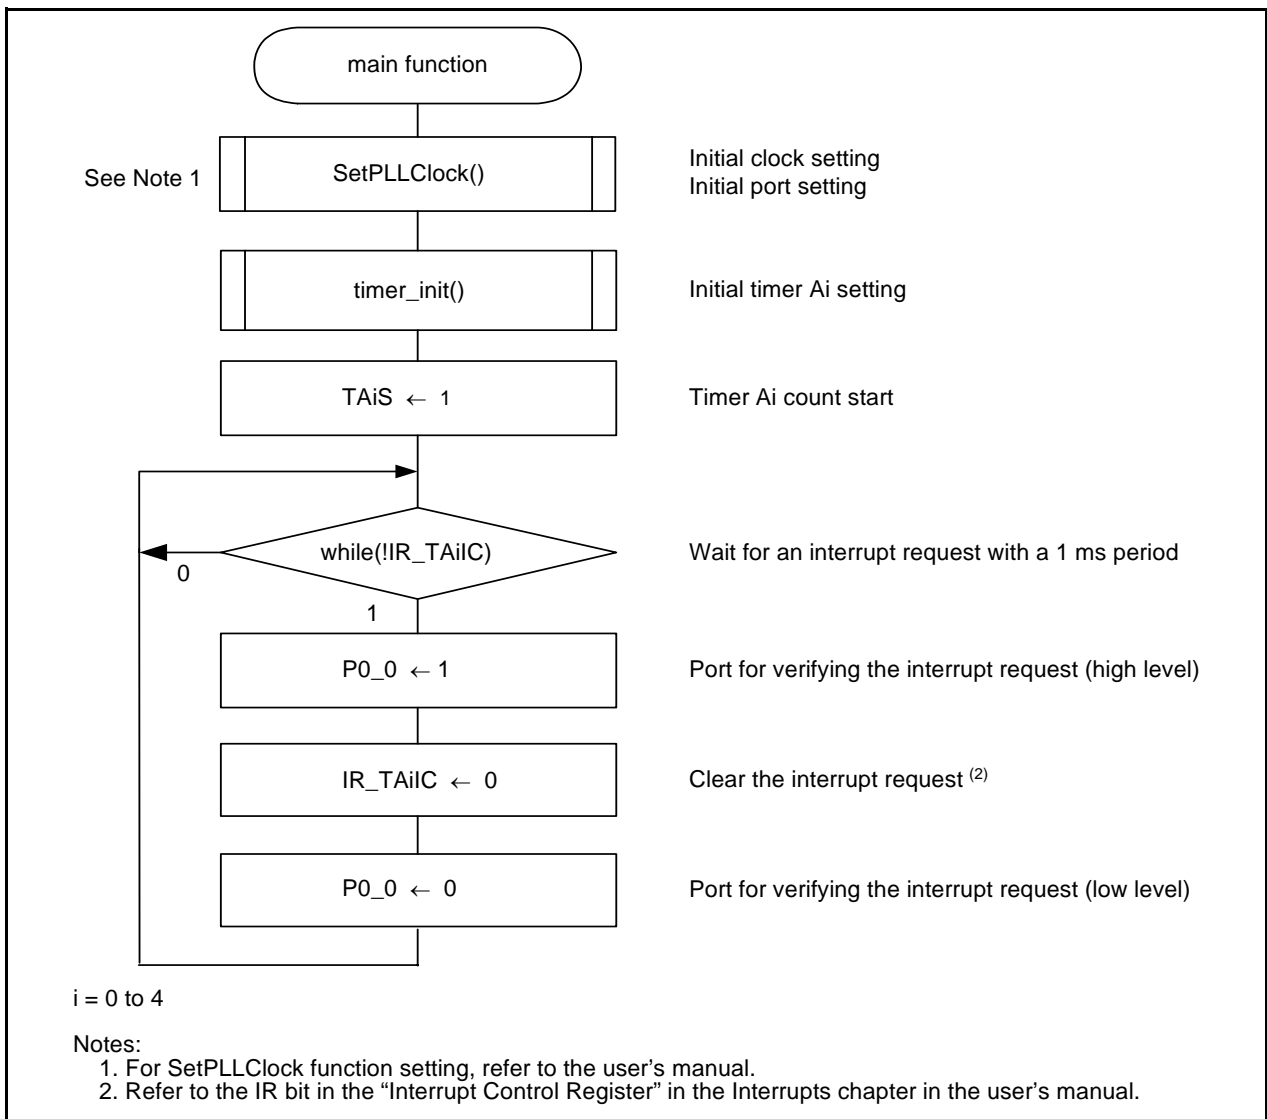 main function
See Note 1
SetPLLClock()
Initial clock setting
Initial port setting
timer_init()
Initial timer Ai setting
TAiS ← 1
Timer Ai count start
while(!IR_TAiIC)
Wait for an interrupt request with a 1 ms period
0
1
P0_0 ← 1
Port for verifying the interrupt request (high level)
IR_TAiIC ← 0
Clear the interrupt request (2)
P0_0 ← 0
Port for verifying the interrupt request (low level)
i = 0 to 4
Notes:
1. For SetPLLClock function setting, refer to the user’s manual.
2. Refer to the IR bit in the “Interrupt Control Register” in the Interrupts chapter in the user’s manual.